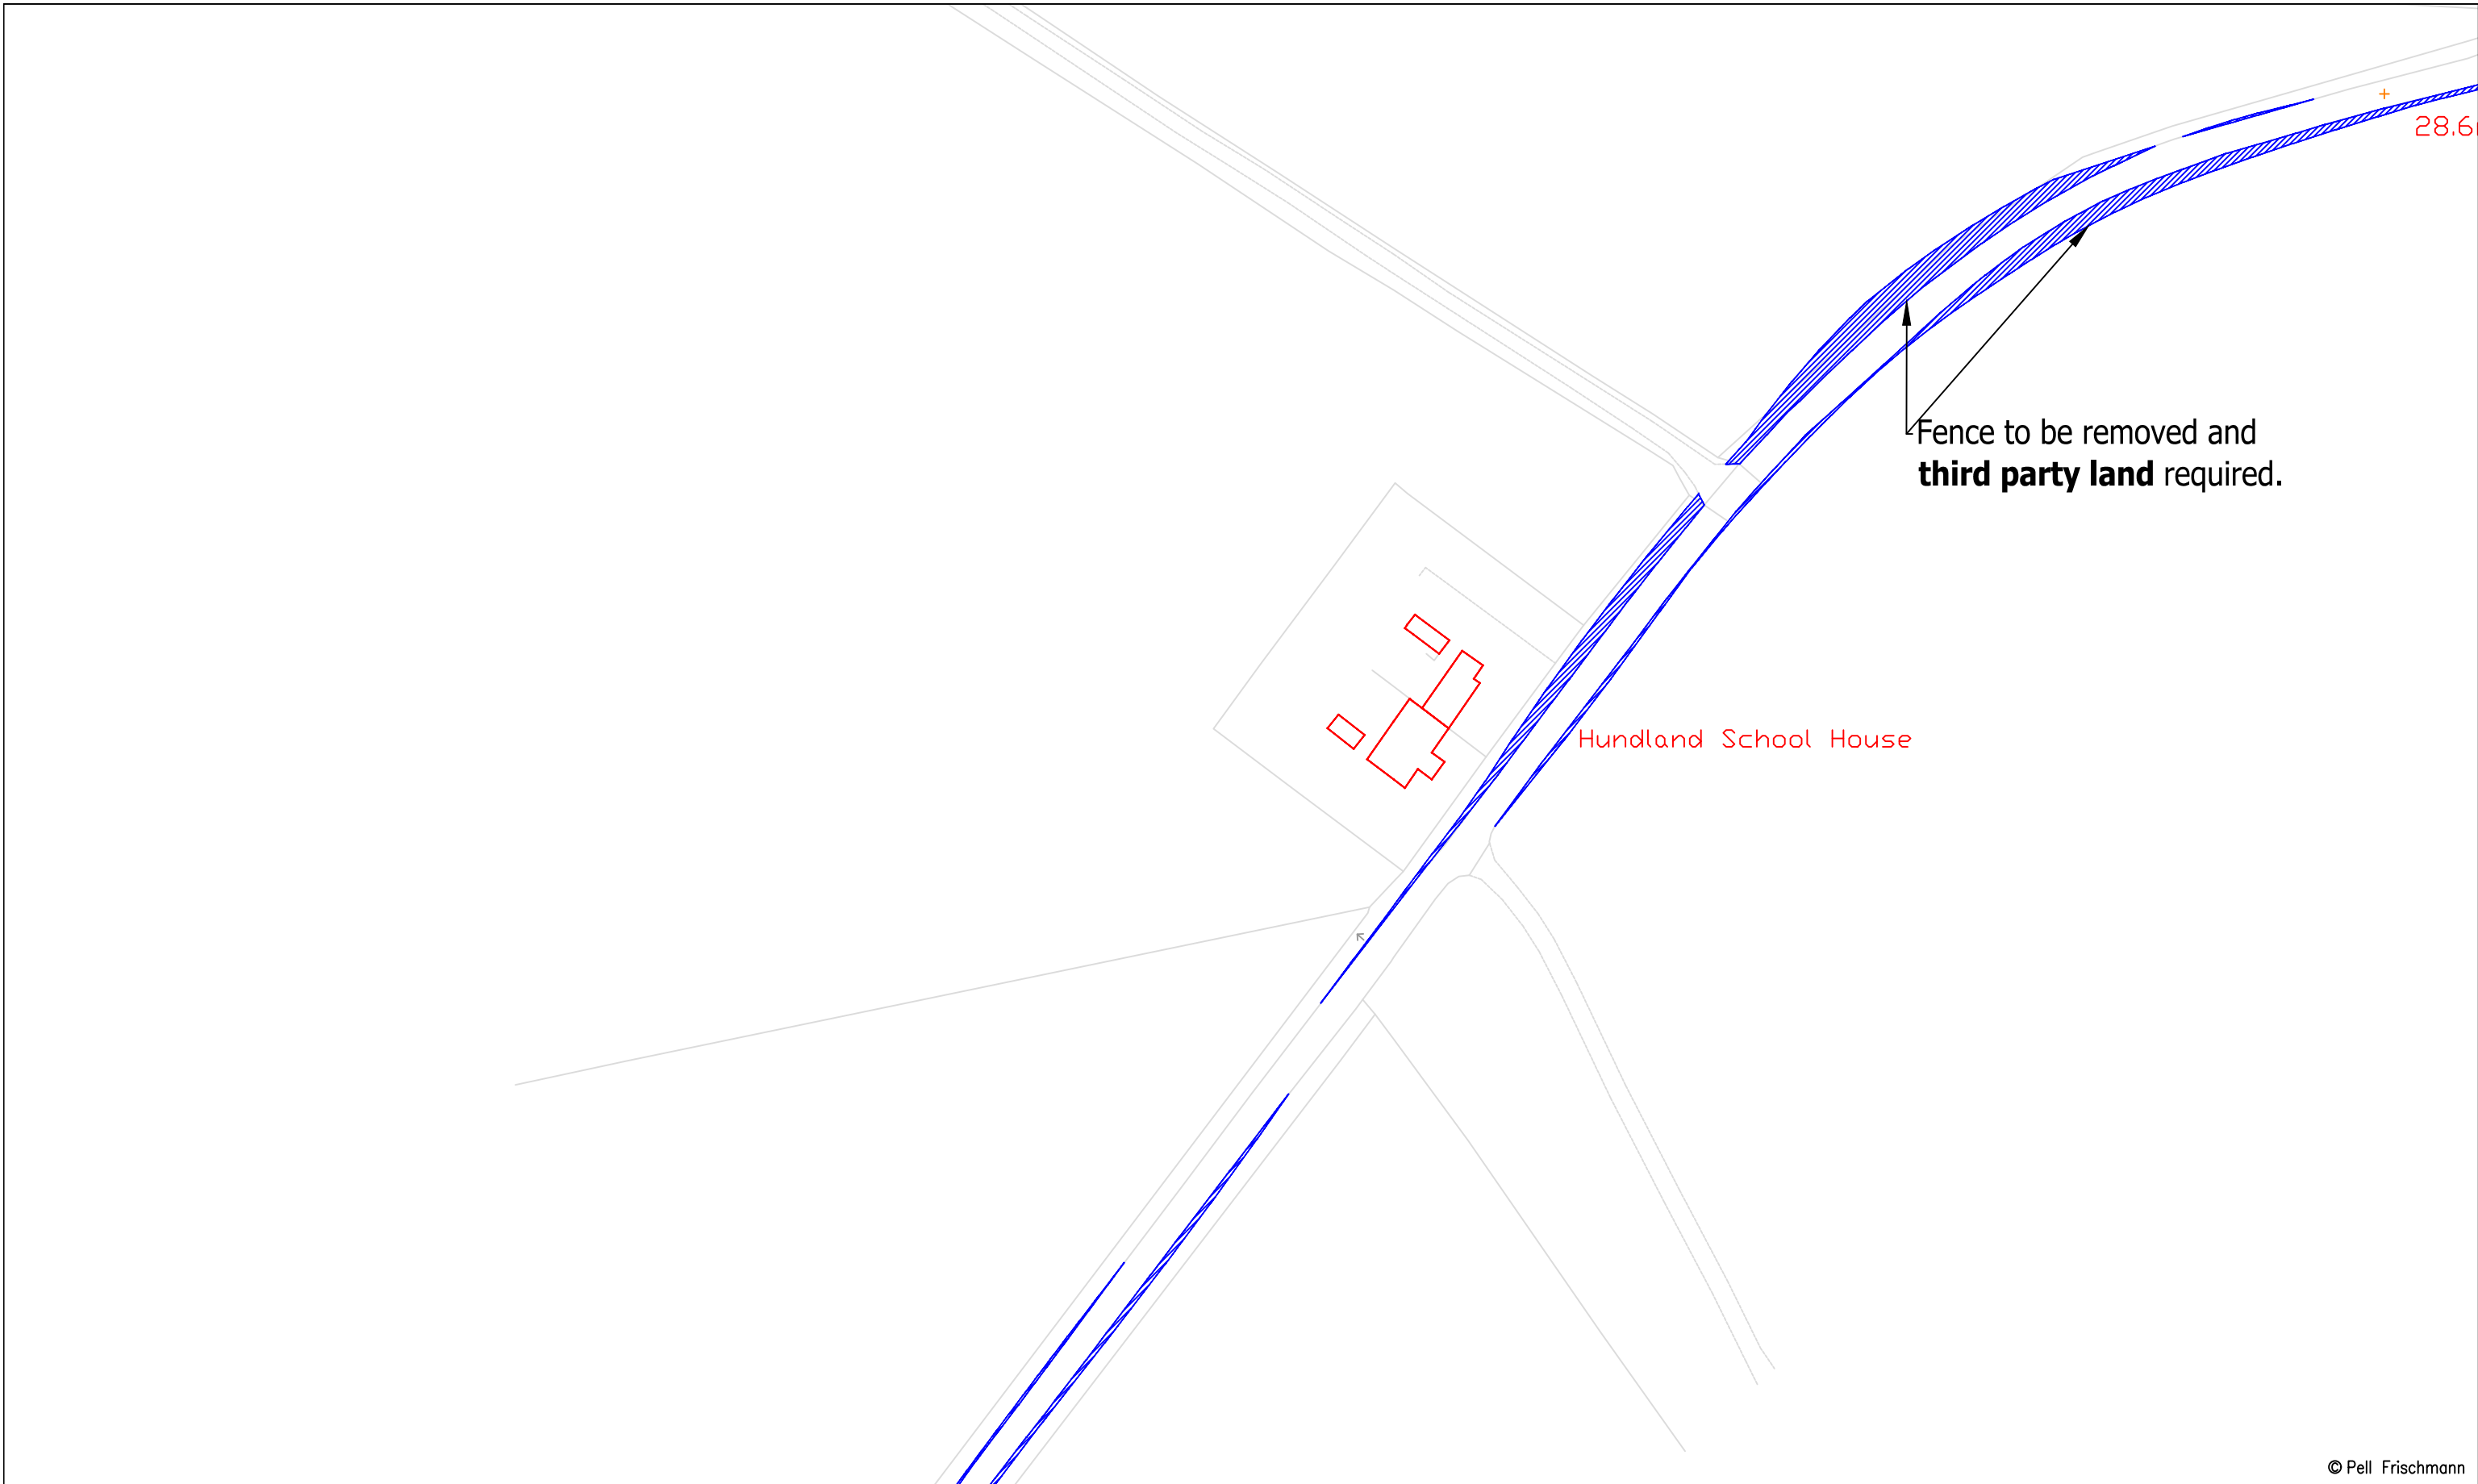 28.6
Fence to be removed and
third party land required.
Hundland School House
© Pell Frischmann